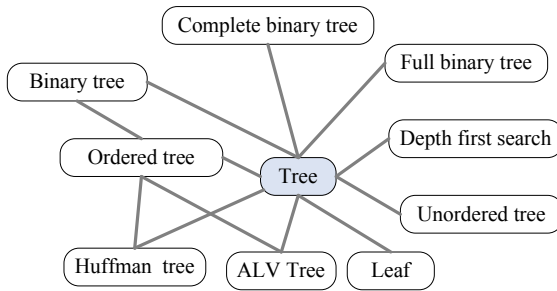 Complete binary tree
Full binary tree
Binary tree
Depth first search
Ordered tree
Tree
Unordered tree
Huffman tree
ALV Tree
Leaf